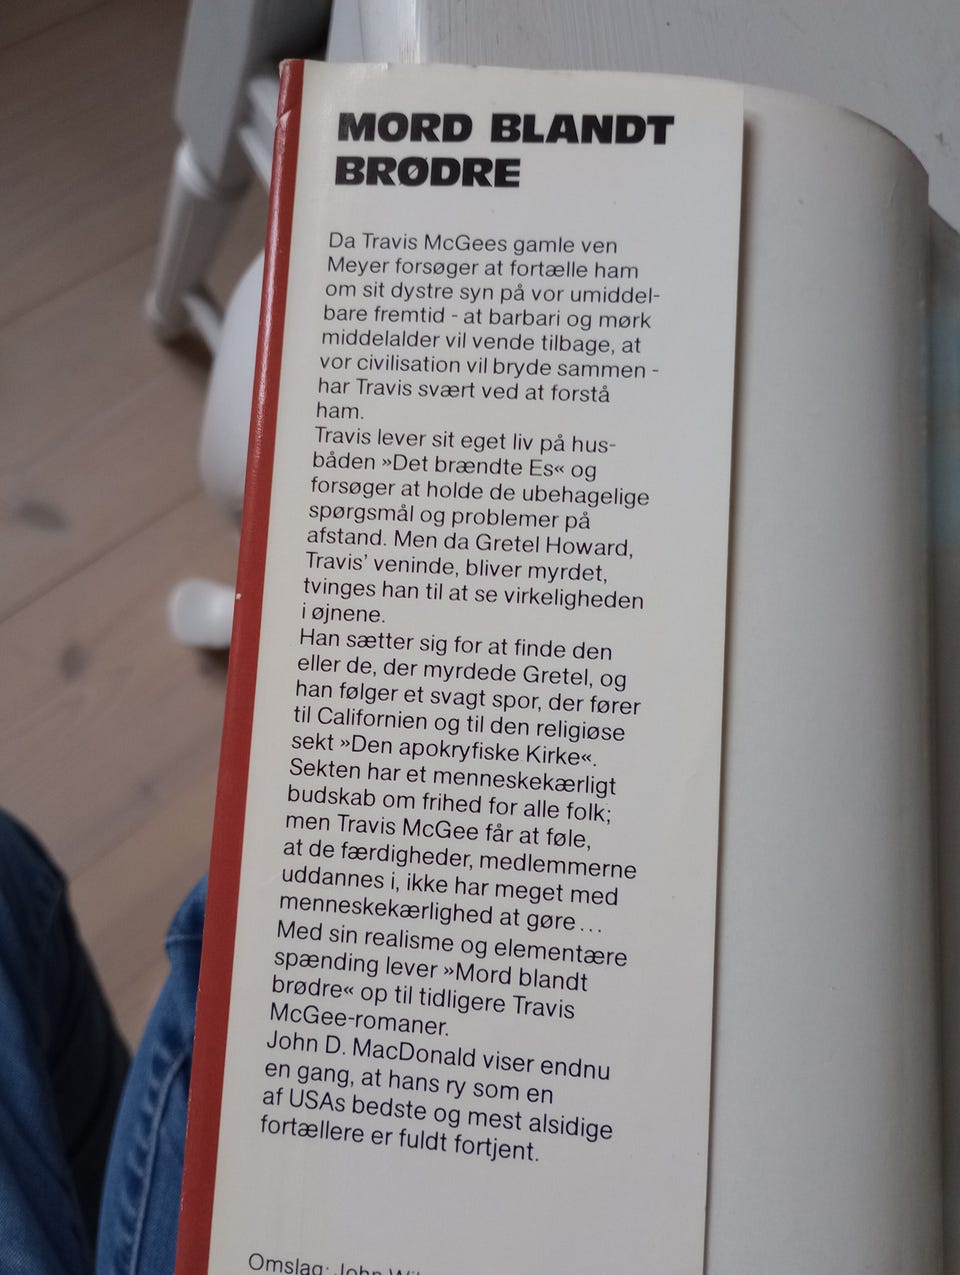 MORD BLANDT
BRØDRE
Da Travis McGees gamle ven
Meyer forsøger at fortælle ham
om sit dystre syn på vor umiddel-
bare fremtid - at barbari og mørk
middelalder vil vende tilbage, at
vor civilisation vil bryde sammen -
har Travis svært ved at forstå
ham.
Travis lever sit eget liv på hus-
båden »Det brændte Es« og
forsøger at holde de ubehagelige
spørgsmål og problemer på
afstand. Men da Gretel Howard,
Travis' veninde, bliver myrdet,
tvinges han til at se virkeligheden
i øjnene.
Han sætter sig for at finde den
eller de, der myrdede Gretel, og
han følger et svagt spor, der fører
til Californien og til den religiøse
sekt »Den apokryfiske Kirke«.
Sekten har et menneskekærligt
budskab om frihed for alle folk;
men Travis McGee får at føle,
at de færdigheder, medlemmerne
uddannes i, ikke har meget med
menneskekærlighed at gøre...
Med sin realisme og elementære
spænding lever »Mord blandt
brødre« op til tidligere Travis
McGee-romaner.
John D. MacDonald viser endnu
en gang, at hans ry som en
af USAs bedste og mest alsidige
fortællere er fuldt fortjent.
Omslag: John